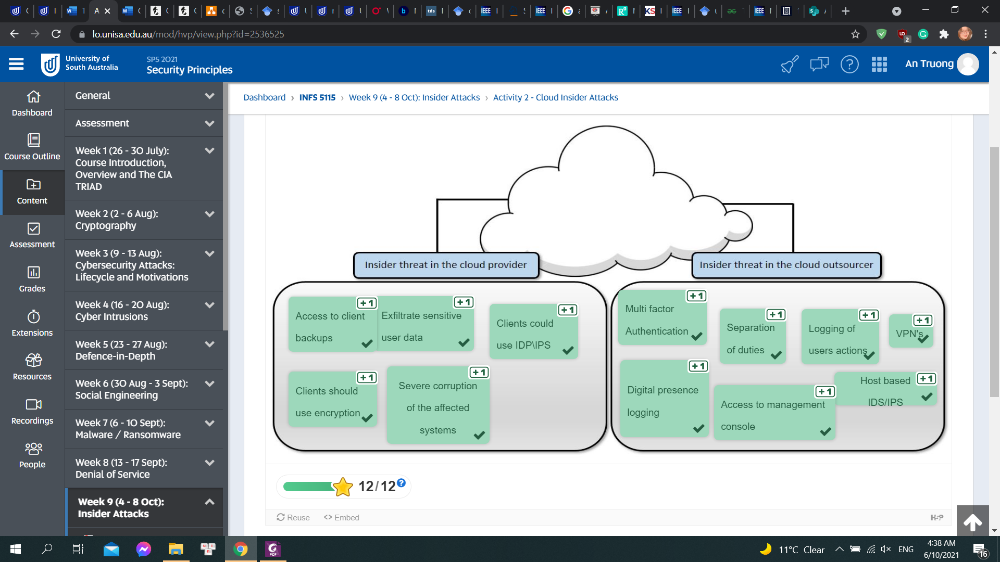 lo.unisa.edu.au/mod/hvp/view.php?id=2536525
2
University of
South Australia
SP5 2021
Security Principles
An Truong
Dashboard
Course Outline
Content
Assessment
Grades
Extensions
Resources
Recordings
People
General
Assessment
Week 1 (26 - 30 July):
Course Introduction,
Overview and The CIA
TRIAD
Week 2 (2 - 6 Aug):
Cryptography
Week 3 (9 - 13 Aug):
Cybersecurity Attacks:
Lifecycle and Motivations
Week 4 (16 - 20 Aug):
Cyber Intrusions
Week 5 (23 - 27 Aug):
Defence-in-Depth
Week 6 (30 Aug - 3 Sept):
Social Engineering
Week 7 (6 - 10 Sept):
Malware / Ransomware
Week 8 (13 - 17 Sept):
Denial of Service
Week 9 (4 - 8 Oct):
Insider Attacks
Dashboard › INFS 5115 › Week 9 (4 - 8 Oct): Insider Attacks › Activity 2 - Cloud Insider Attacks
Insider threat in the cloud provider
Access to client
backups
+1
Exfiltrate sensitive
user data
+1
Clients could
use IDP\IPS
+1
Clients should
use encryption
+1
Severe corruption
of the affected
systems
+1
Insider threat in the cloud outsourcer
Multi factor
Authentication
+1
Separation
of duties
+1
Logging of
users actions
+1
VPN's
+1
Digital presence
logging
+1
Access to management
console
+1
Host based
IDS/IPS
+1
12/12
Reuse
<> Embed
H5P
11°C Clear
ENG
4:38 AM
6/10/2021
16